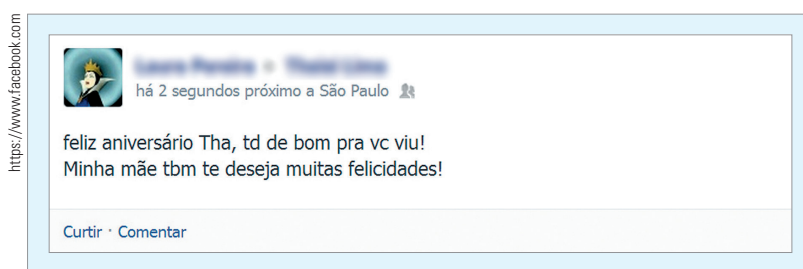 https://www.facebook.com
há 2 segundos próximo a São Paulo
feliz aniversário Tha, td de bom pra vc viu!
Minha mãe tbm te deseja muitas felicidades!
Curtir · Comentar